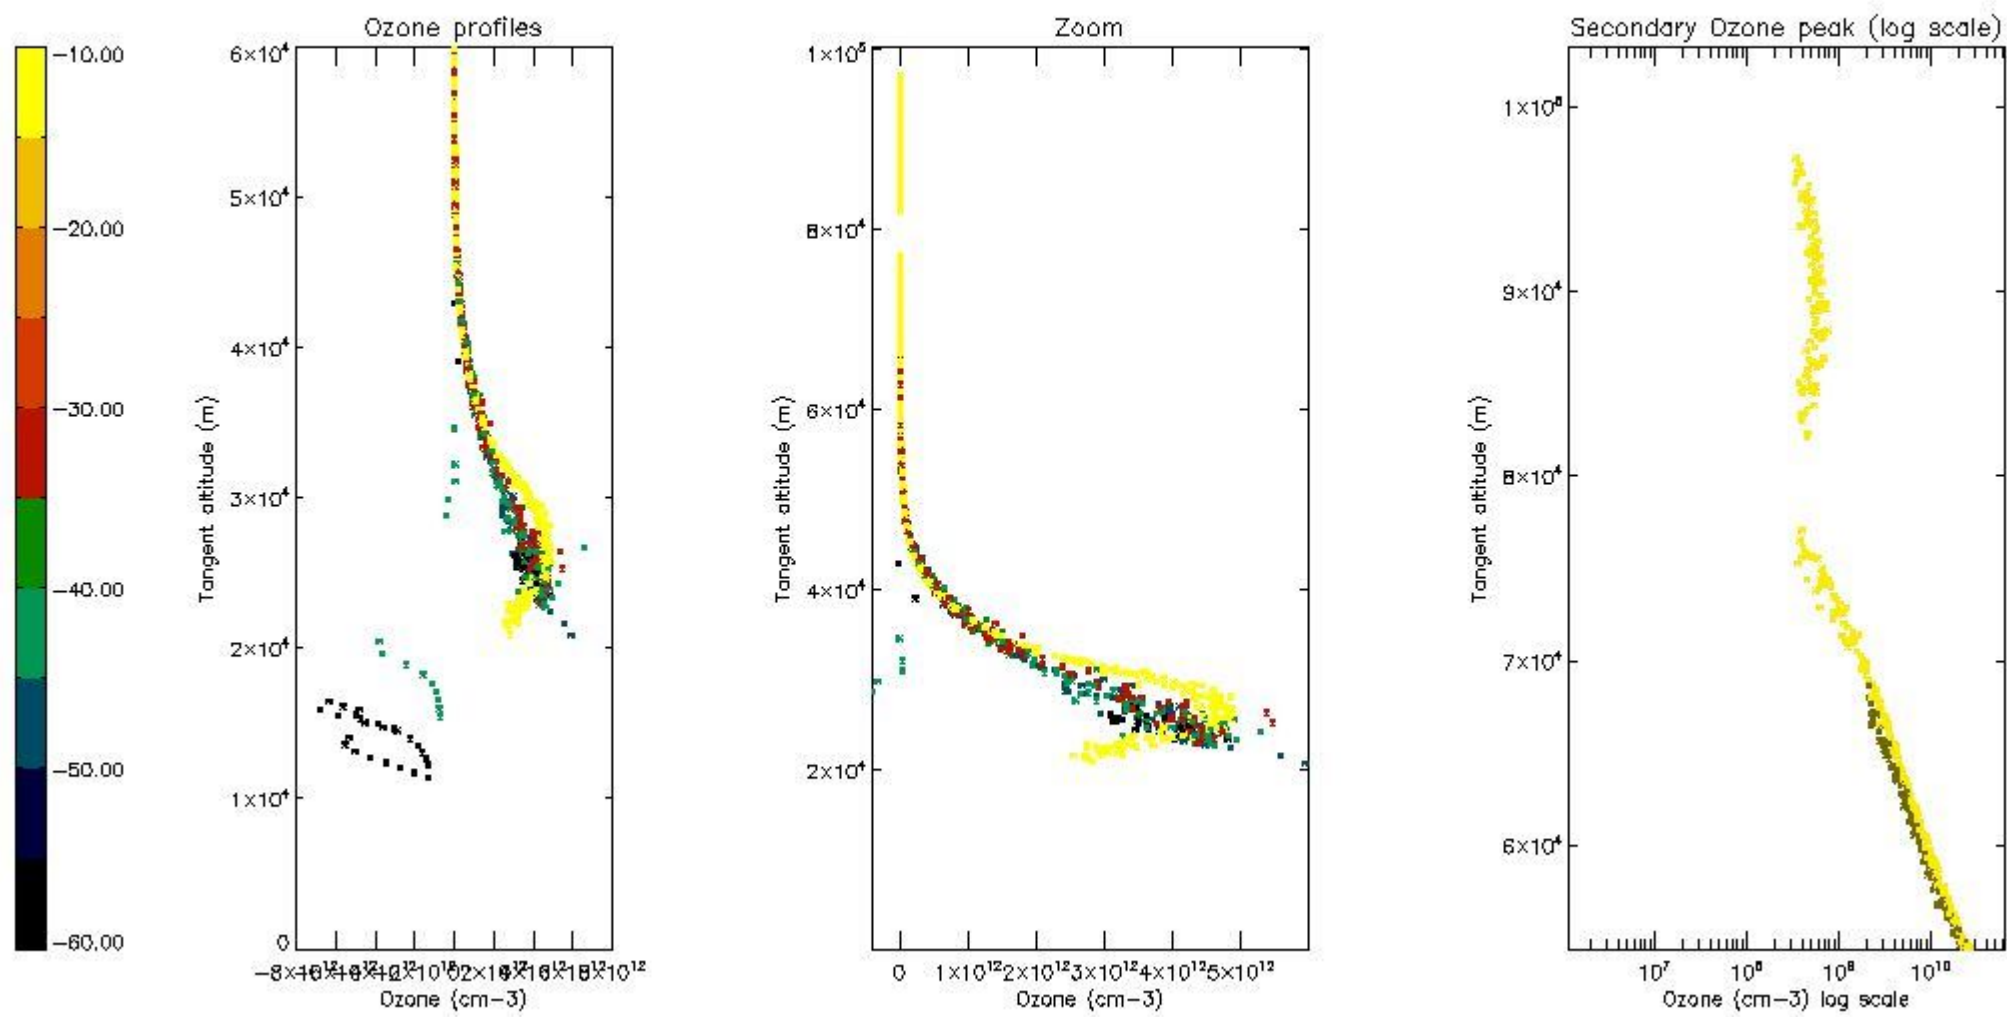 Ozone profiles
Zoom
Secondary Ozone peak (log scale)
-10.00
-20.00
-30.00
-40.00
-50.00
-60.00
6×10⁴
5×10⁴
4×10⁴
3×10⁴
2×10⁴
1×10⁴
0
Tangent altitude (m)
Ozone (cm-3)
1×10⁵
8×10⁴
6×10⁴
4×10⁴
2×10⁴
Tangent altitude (m)
0 1×10¹² 2×10¹² 3×10¹² 4×10¹² 5×10¹²
Ozone (cm-3)
9×10⁴
8×10⁴
7×10⁴
6×10⁴
Tangent altitude (m)
10⁷ 10⁸ 10⁹ 10¹⁰
Ozone (cm-3) log scale